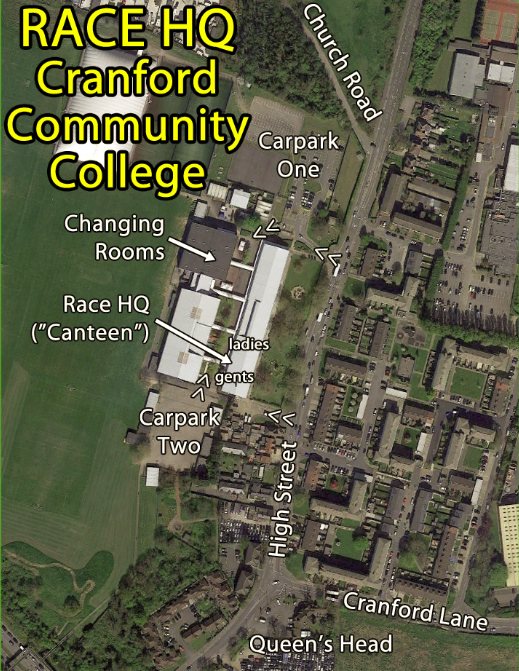 RACE HQ
Cranford
Community
College
Church Road
Carpark
One
Changing
Rooms
<<
<<
Race HQ
("Canteen")
ladies
gents
<<
Carpark
Two
<<
High Street
Cranford Lane
Queen's Head